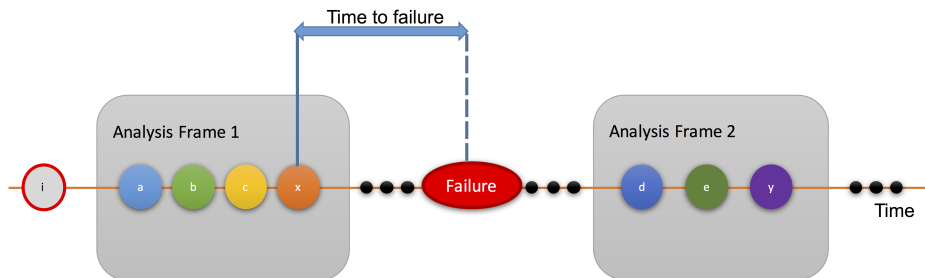 Time to failure
Analysis Frame 1
Analysis Frame 2
i
a
b
c
x
Failure
d
e
y
Time